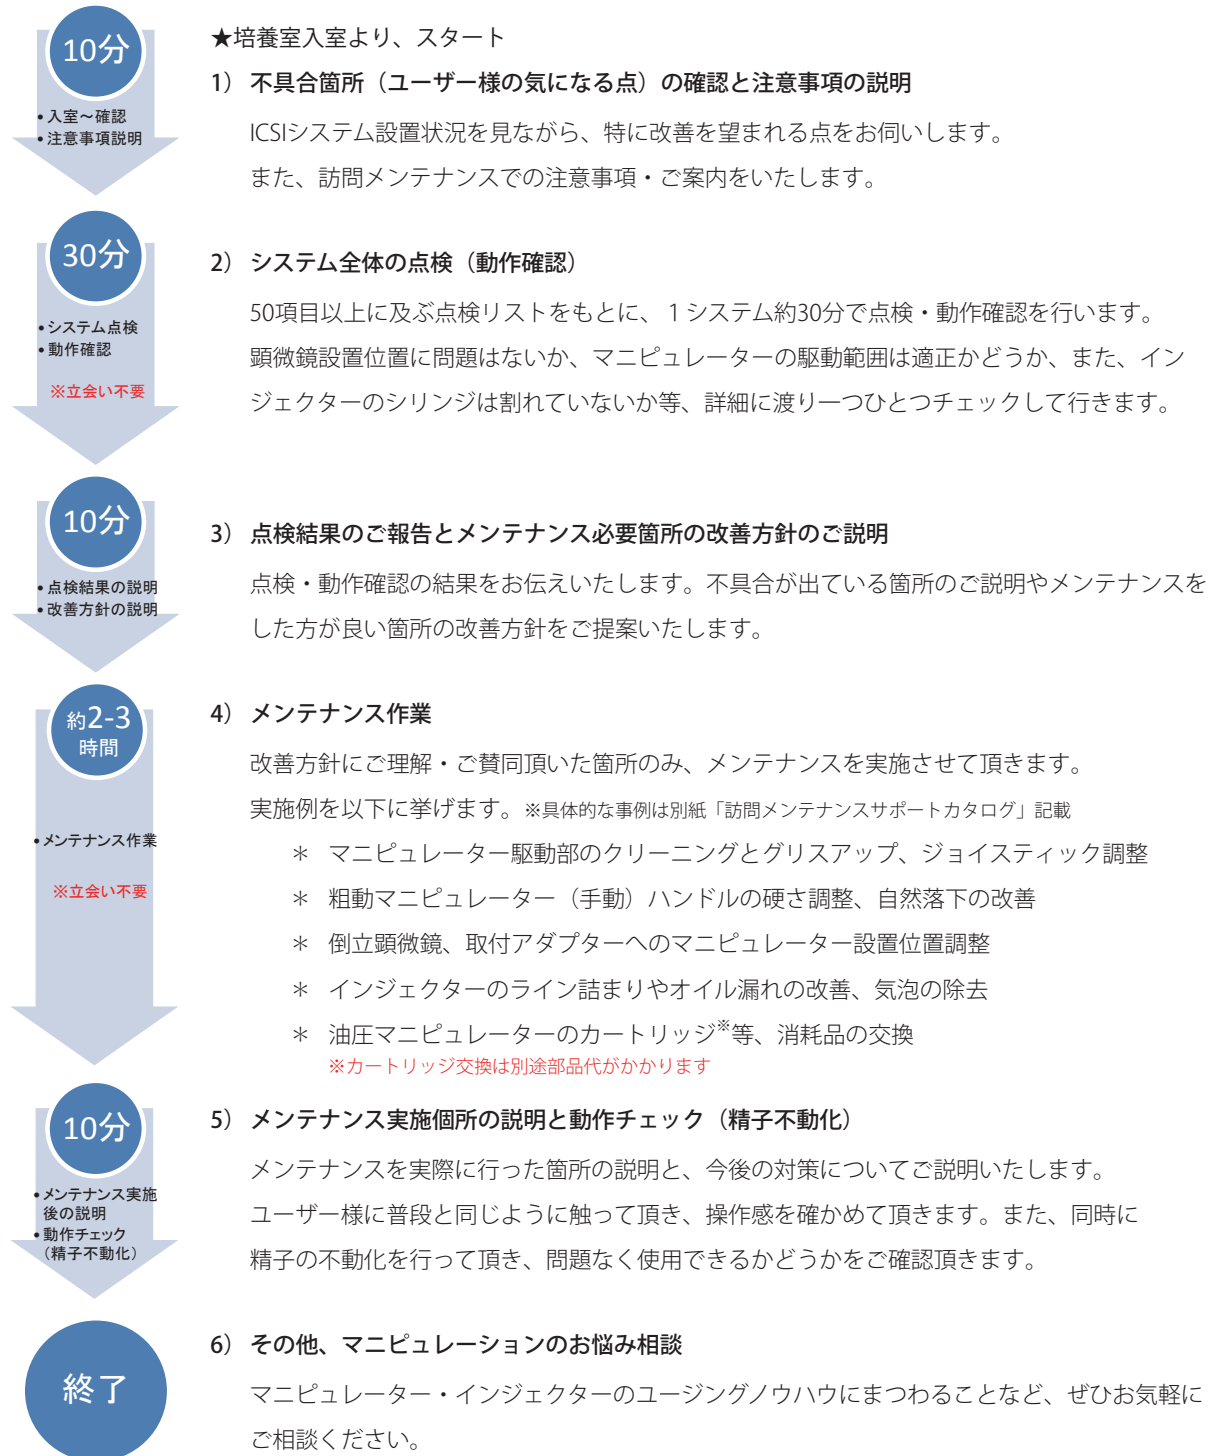 10分
• 入室～確認
• 注意事項説明
★培養室入室より、スタート
1） 不具合箇所（ユーザー様の気になる点）の確認と注意事項の説明
ICSIシステム設置状況を見ながら、特に改善を望まれる点をお伺いします。
また、訪問メンテナンスでの注意事項・ご案内をいたします。
30分
• システム点検
• 動作確認
※立会い不要
2） システム全体の点検（動作確認）
50項目以上に及ぶ点検リストをもとに、１システム約30分で点検・動作確認を行います。
顕微鏡設置位置に問題はないか、マニピュレーターの駆動範囲は適正かどうか、また、イン
ジェクターのシリンジは割れていないか等、詳細に渡り一つひとつチェックして行きます。
10分
• 点検結果の説明
• 改善方針の説明
3） 点検結果のご報告とメンテナンス必要箇所の改善方針のご説明
点検・動作確認の結果をお伝えいたします。不具合が出ている箇所のご説明やメンテナンスを
した方が良い箇所の改善方針をご提案いたします。
約2-3
時間
• メンテナンス作業
※立会い不要
4） メンテナンス作業
改善方針にご理解・ご賛同頂いた箇所のみ、メンテナンスを実施させて頂きます。
実施例を以下に挙げます。※具体的な事例は別紙「訪問メンテナンスサポートカタログ」記載
＊ マニピュレーター駆動部のクリーニングとグリスアップ、ジョイスティック調整
＊ 粗動マニピュレーター（手動）ハンドルの硬さ調整、自然落下の改善
＊ 倒立顕微鏡、取付アダプターへのマニピュレーター設置位置調整
＊ インジェクターのライン詰まりやオイル漏れの改善、気泡の除去
＊ 油圧マニピュレーターのカートリッジ※等、消耗品の交換
※カートリッジ交換は別途部品代がかかります
10分
• メンテナンス実施
後の説明
• 動作チェック
（精子不動化）
5） メンテナンス実施個所の説明と動作チェック（精子不動化）
メンテナンスを実際に行った箇所の説明と、今後の対策についてご説明いたします。
ユーザー様に普段と同じように触って頂き、操作感を確かめて頂きます。また、同時に
精子の不動化を行って頂き、問題なく使用できるかどうかをご確認頂きます。
終了
6） その他、マニピュレーションのお悩み相談
マニピュレーター・インジェクターのユージングノウハウにまつわることなど、ぜひお気軽に
ご相談ください。